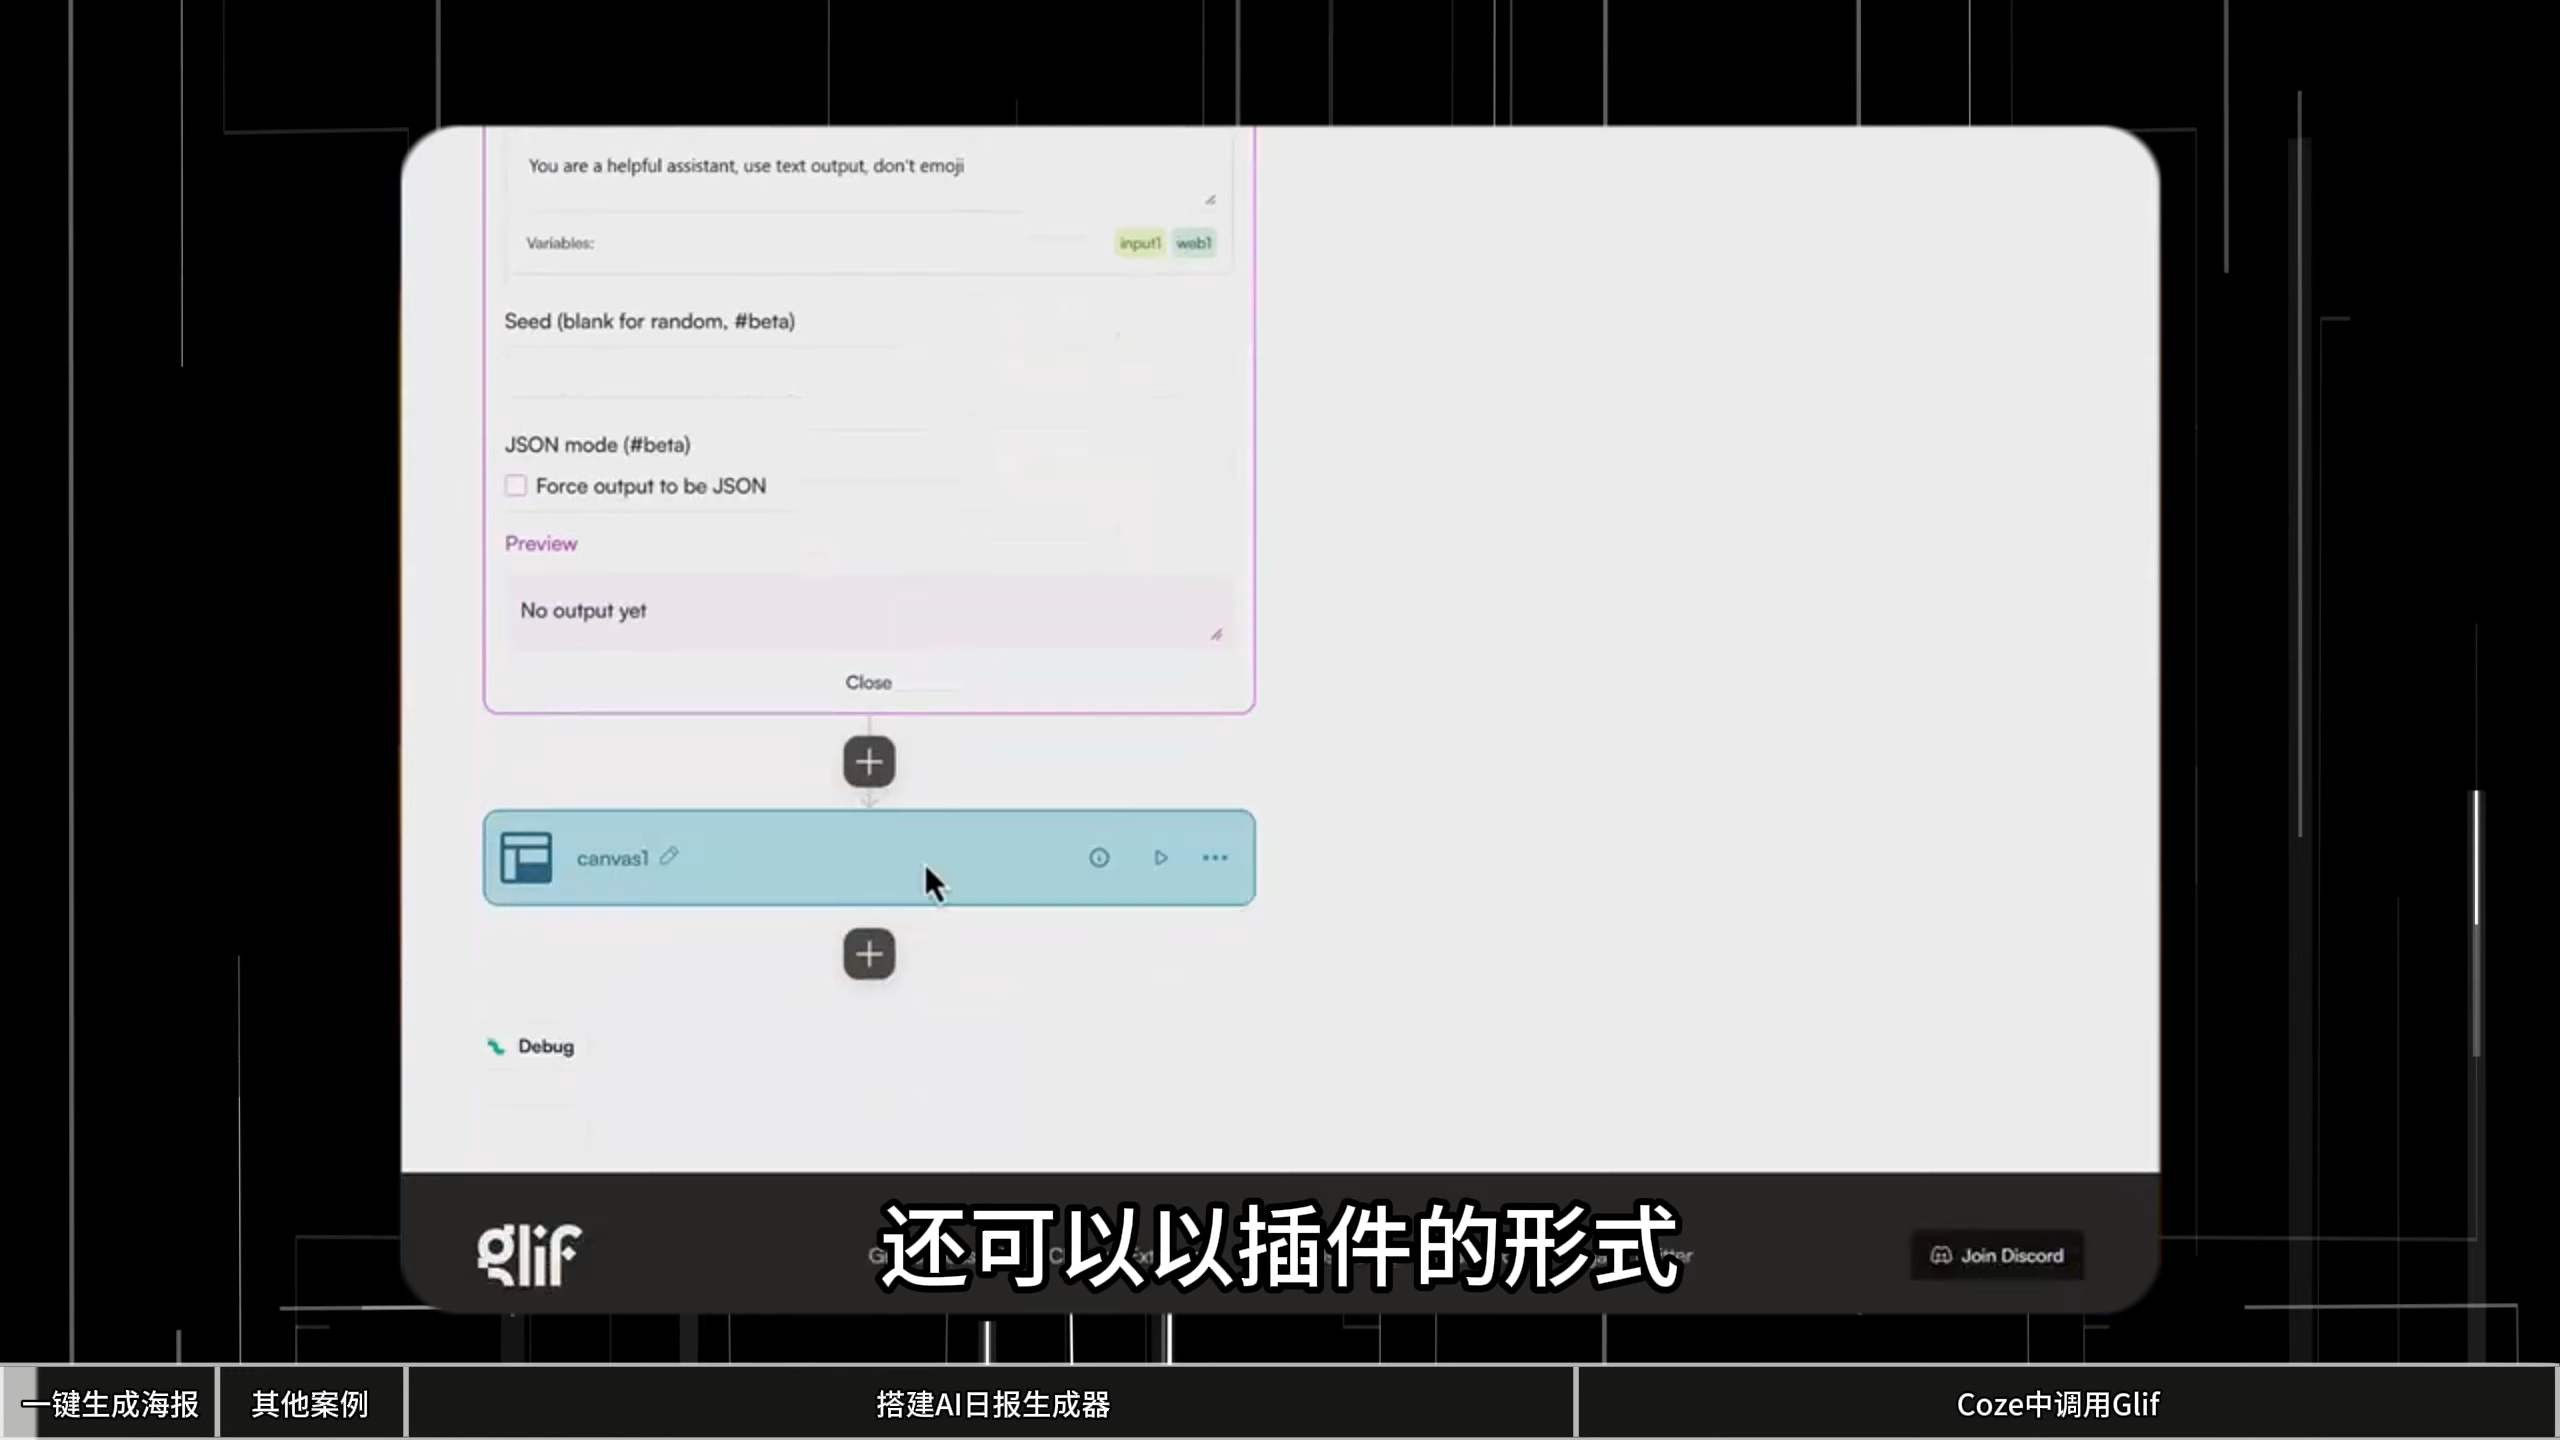 You are a helpful assistant, use text output, don't emoji
Variables:
input1 web1
Seed (blank for random, #beta)
JSON mode (#beta)
Force output to be JSON
Preview
No output yet
Close
canvas1
Debug
glif
还可以以插件的形式
Join Discord
一键生成海报
其他案例
搭建AI日报生成器
Coze中调用Glif